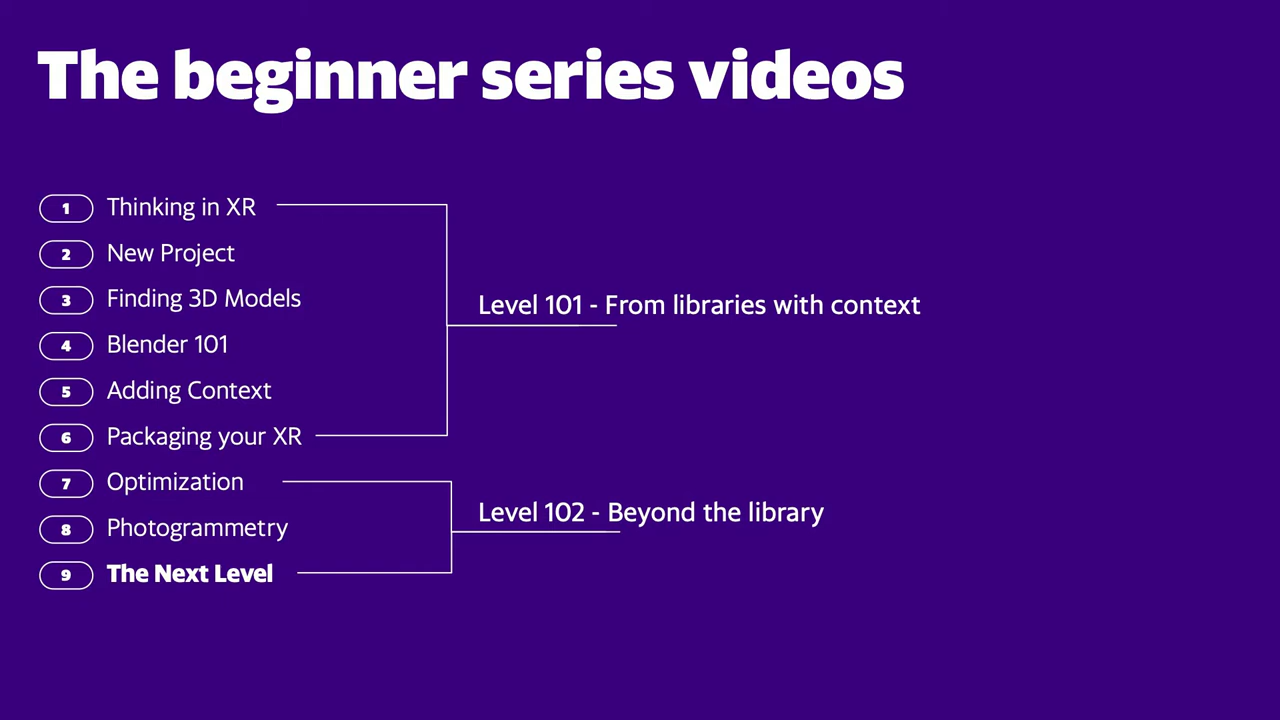 The beginner series videos
1 Thinking in XR
2 New Project
3 Finding 3D Models
4 Blender 101
5 Adding Context
6 Packaging your XR
Level 101 - From libraries with context
7 Optimization
8 Photogrammetry
9 The Next Level
Level 102 - Beyond the library